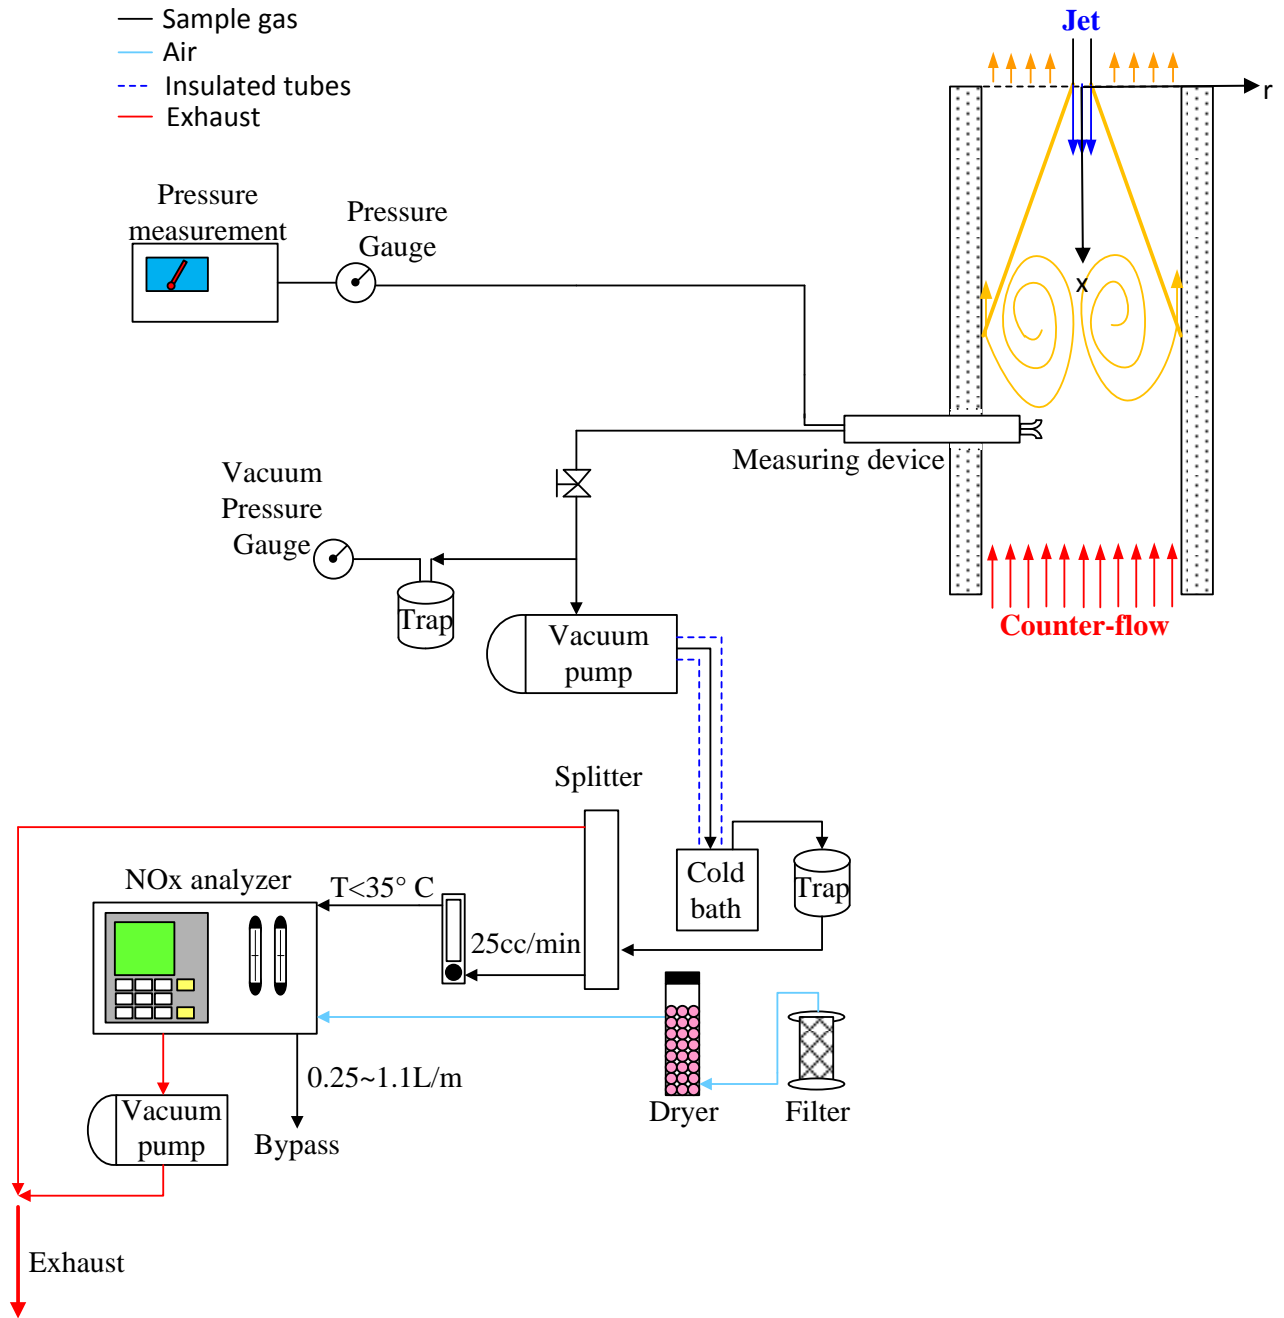 Sample gas
Air
Insulated tubes
Exhaust
Jet
r
x
Pressure
measurement
Pressure
Gauge
Measuring device
Vacuum
Pressure
Gauge
Trap
Vacuum
pump
Counter-flow
Splitter
Cold
bath
Trap
NOx analyzer
T<35° C
25cc/min
0.25~1.1L/m
Bypass
Dryer
Filter
Vacuum
pump
Exhaust